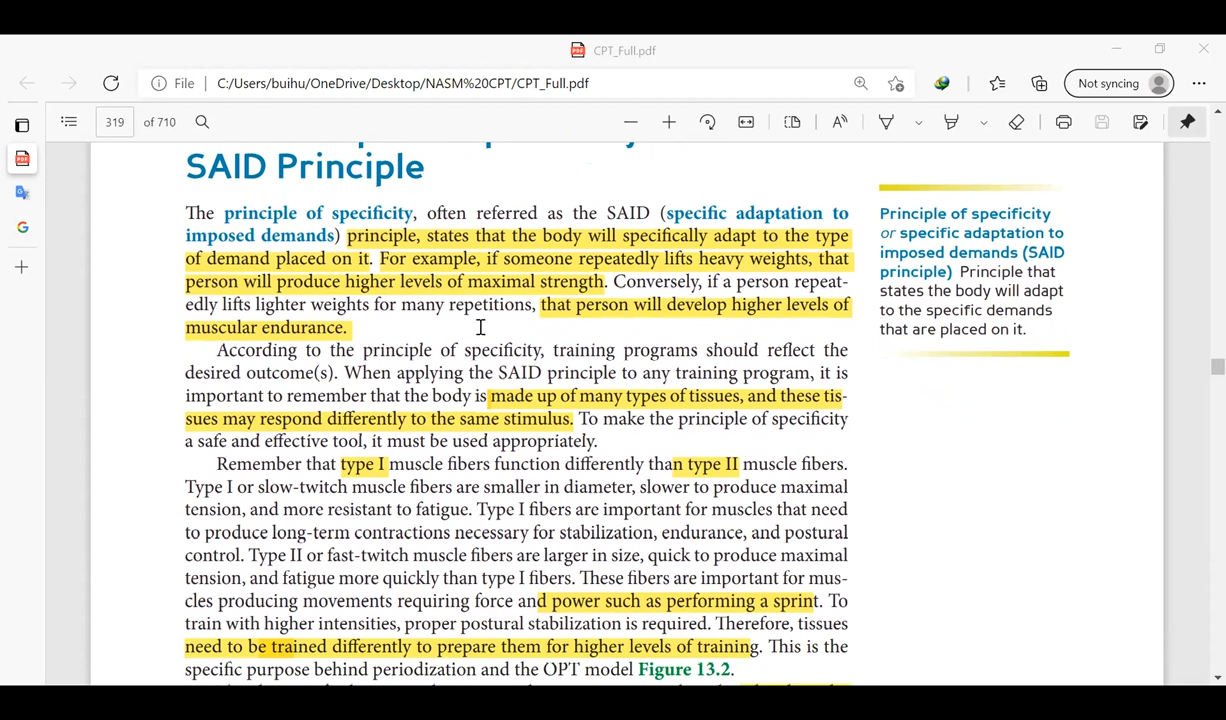 CPT_Full.pdf
File
C:/Users/buihu/OneDrive/Desktop/NASM%20CPT/CPT_Full.pdf
Not syncing
319 of 710
SAID Principle
The principle of specificity, often referred as the SAID (specific adaptation to
imposed demands) principle, states that the body will specifically adapt to the type
of demand placed on it. For example, if someone repeatedly lifts heavy weights, that
person will produce higher levels of maximal strength. Conversely, if a person repeat-
edly lifts lighter weights for many repetitions, that person will develop higher levels of
muscular endurance.
According to the principle of specificity, training programs should reflect the
desired outcome(s). When applying the SAID principle to any training program, it is
important to remember that the body is made up of many types of tissues, and these tis-
sues may respond differently to the same stimulus. To make the principle of specificity
a safe and effective tool, it must be used appropriately.
Remember that type I muscle fibers function differently than type II muscle fibers.
Type I or slow-twitch muscle fibers are smaller in diameter, slower to produce maximal
tension, and more resistant to fatigue. Type I fibers are important for muscles that need
to produce long-term contractions necessary for stabilization, endurance, and postural
control. Type II or fast-twitch muscle fibers are larger in size, quick to produce maximal
tension, and fatigue more quickly than type I fibers. These fibers are important for mus-
cles producing movements requiring force and power such as performing a sprint. To
train with higher intensities, proper postural stabilization is required. Therefore, tissues
need to be trained differently to prepare them for higher levels of training. This is the
specific purpose behind periodization and the OPT model Figure 13.2.
Principle of specificity
or specific adaptation to
imposed demands (SAID
principle) Principle that
states the body will adapt
to the specific demands
that are placed on it.